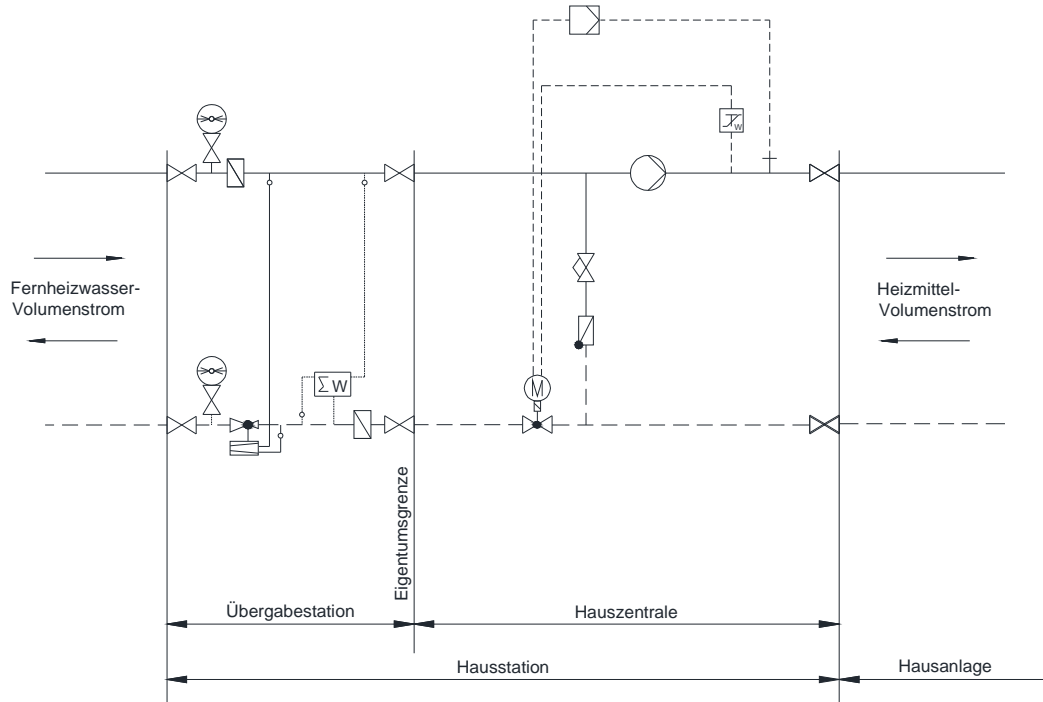 W
Fernheizwasser-
Volumenstrom
Heizmittel-
Volumenstrom
M
ΣW
Eigentumsgrenze
Übergabestation
Hauszentrale
Hausstation
Hausanlage